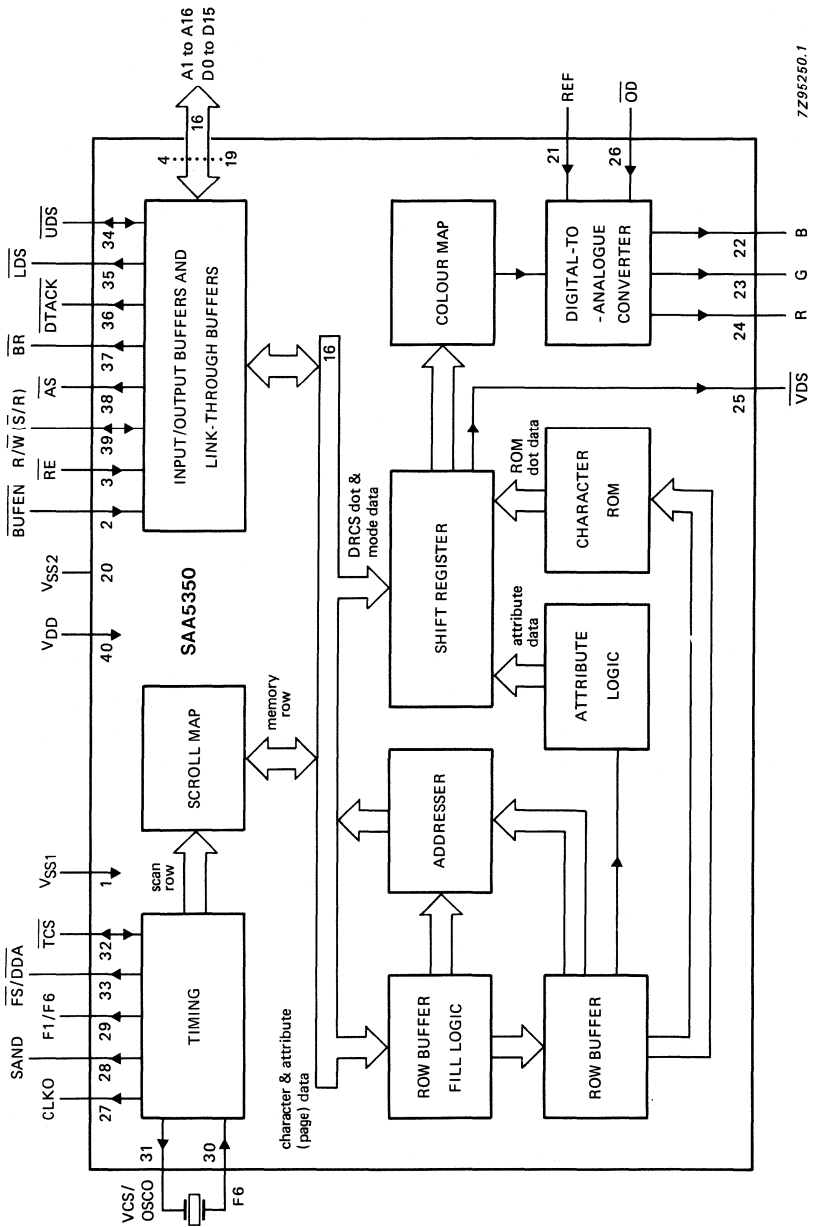 SAND
CLKO
F1/F6
FS/DDA
TCS
VSS1
VDD
VSS2
BUFEN
RE
R/W (S/R)
AS
BR
DTACK
LDS
UDS
27
28
29
33
32
1
40
20
2
3
39
38
37
36
35
34
VCS/
OSCO
31
30
F6
TIMING
scan
row
SCROLL MAP
SAA5350
INPUT/OUTPUT BUFFERS AND
LINK-THROUGH BUFFERS
4
16
19
A1 to A16
D0 to D15
memory
row
16
character & attribute
(page) data
DRCS dot &
mode data
ROW BUFFER
FILL LOGIC
ADDRESSER
SHIFT REGISTER
COLOUR MAP
attribute
data
ROM
dot data
ROW BUFFER
ATTRIBUTE
LOGIC
CHARACTER
ROM
DIGITAL-TO
-ANALOGUE
CONVERTER
21
REF
26
OD
25
24
23
22
VDS
R
G
B
7Z95250.1